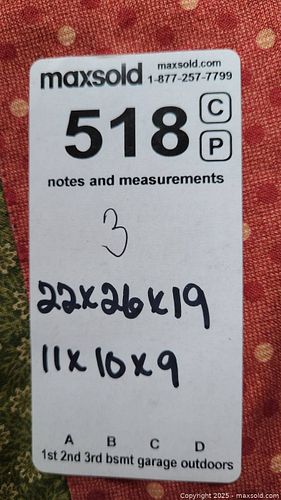 maxsold
maxsold.com
1-877-257-7799
518
C
P
notes and measurements
3
22x26x19
11x10x9
A B C D
1st 2nd 3rd bsmt garage outdoors
Copyright 2025 - maxsold.com